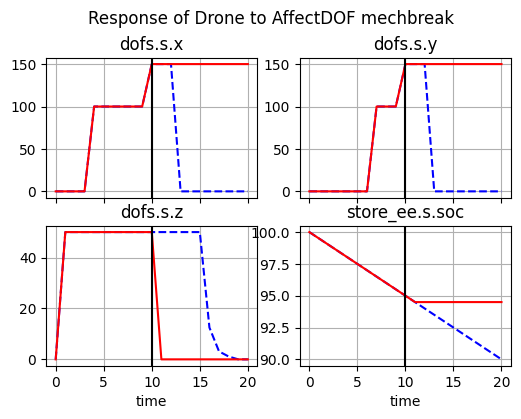 Response of Drone to AffectDOF mechbreak
dofs.s.x
dofs.s.y
150
100
50
0
150
100
50
0
dofs.s.z
store_ee.s.soc
40
20
0
100.0
97.5
95.0
92.5
90.0
0 5 10 15 20
0 5 10 15 20
time
time